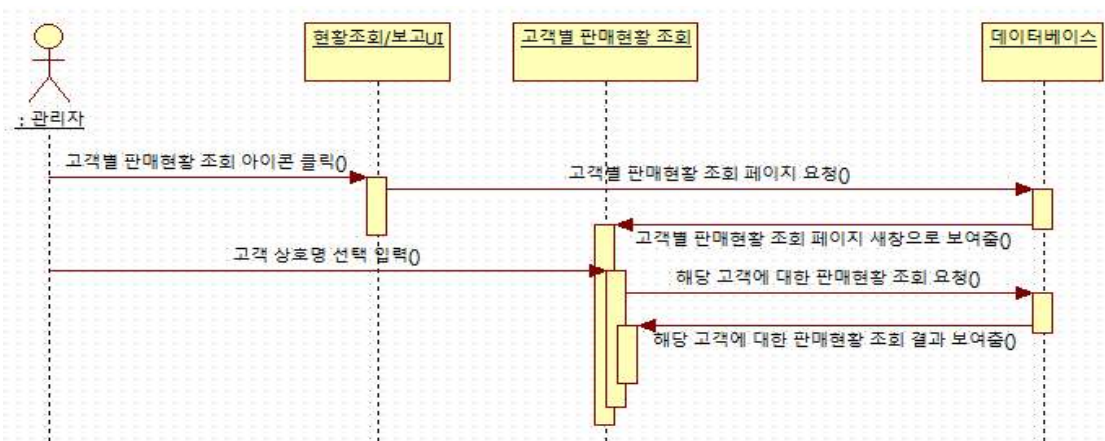 현황조회/보고UI
고객별 판매현황 조회
데이터베이스
: 관리자
고객별 판매현황 조회 아이콘 클릭()
고객별 판매현황 조회 페이지 요청()
고객별 판매현황 조회 페이지 새창으로 보여줌()
고객 상호명 선택 입력()
해당 고객에 대한 판매현황 조회 요청()
해당 고객에 대한 판매현황 조회 결과 보여줌()